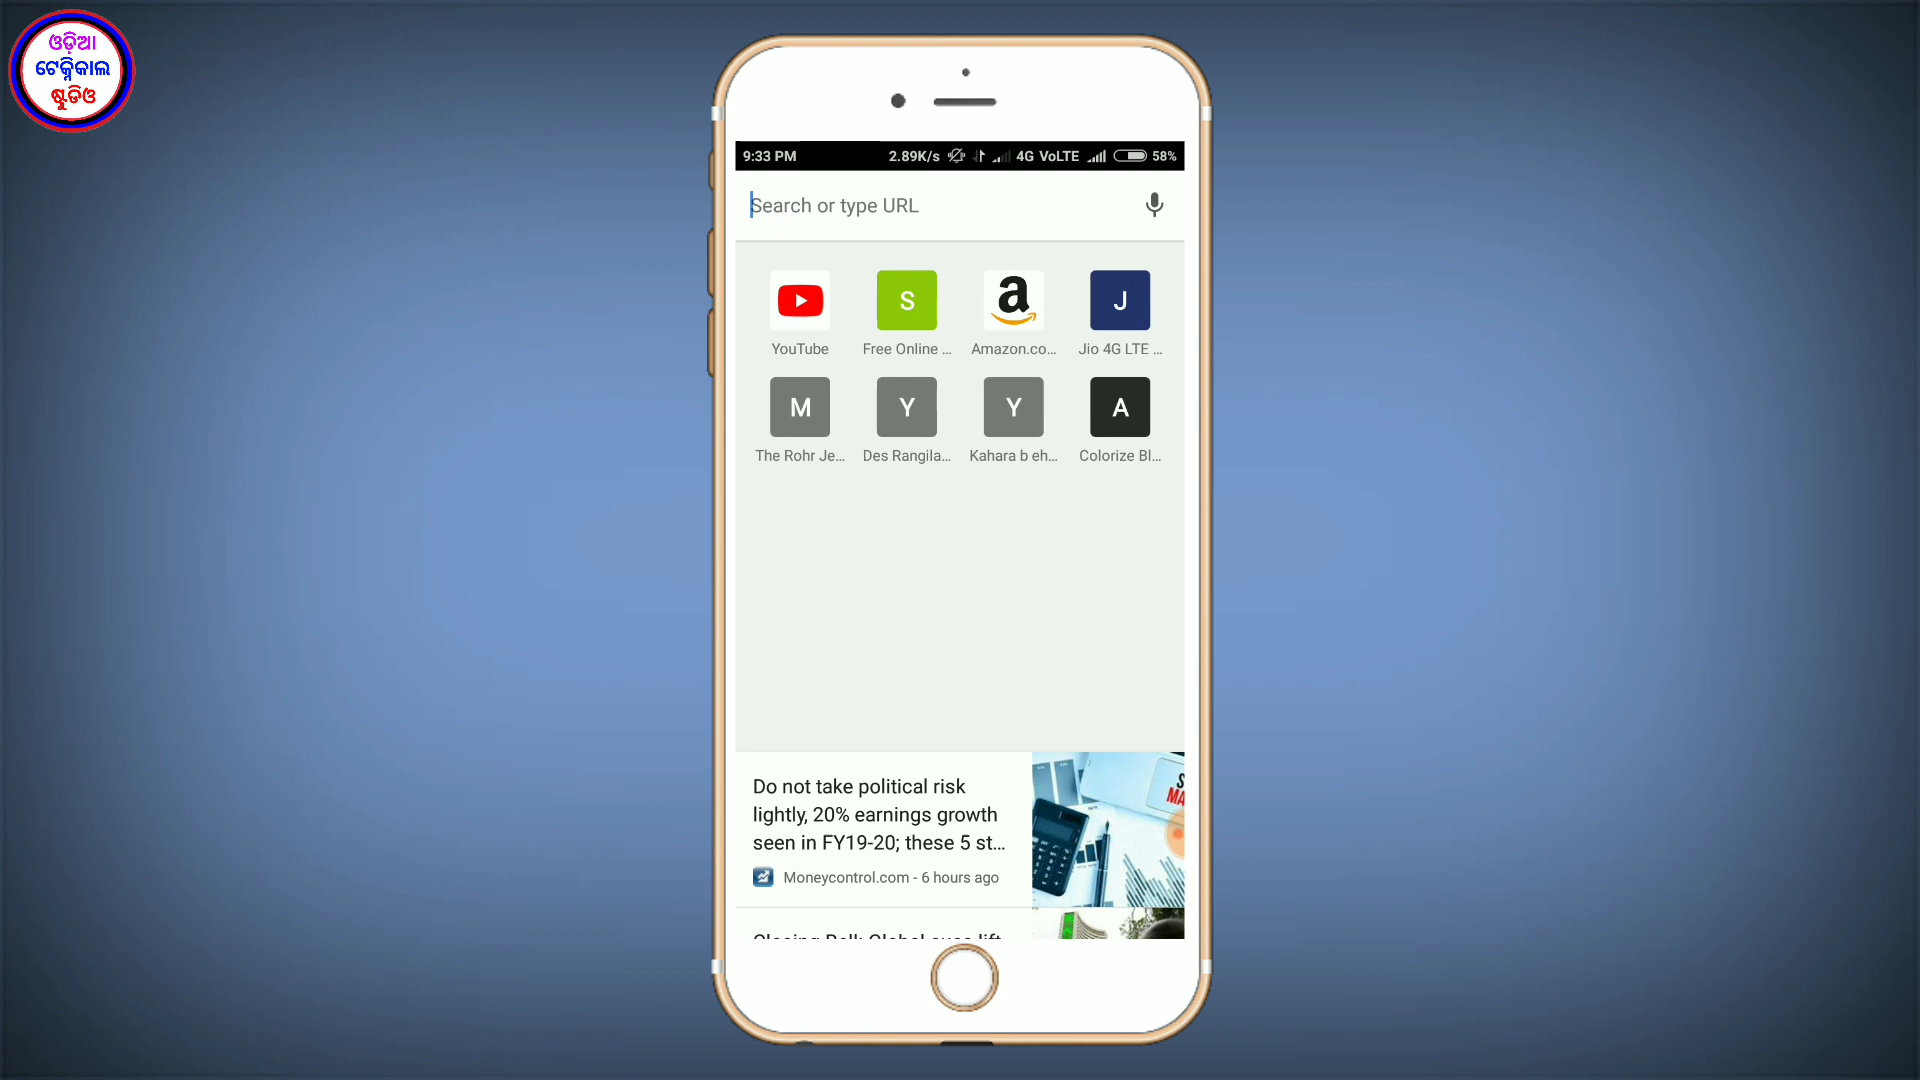 ଓଡ଼ିଆ
ଟେକ୍ନିକାଲ
ଷ୍ଟୁଡିଓ
9:33 PM 2.89K/s 4G VoLTE 58%
Search or type URL
S J
YouTube Free Online ... Amazon.co... Jio 4G LTE ...
M Y Y A
The Rohr Je... Des Rangila... Kahara b eh... Colorize Bl...
Do not take political risk
lightly, 20% earnings growth
seen in FY19-20; these 5 st...
Moneycontrol.com - 6 hours ago